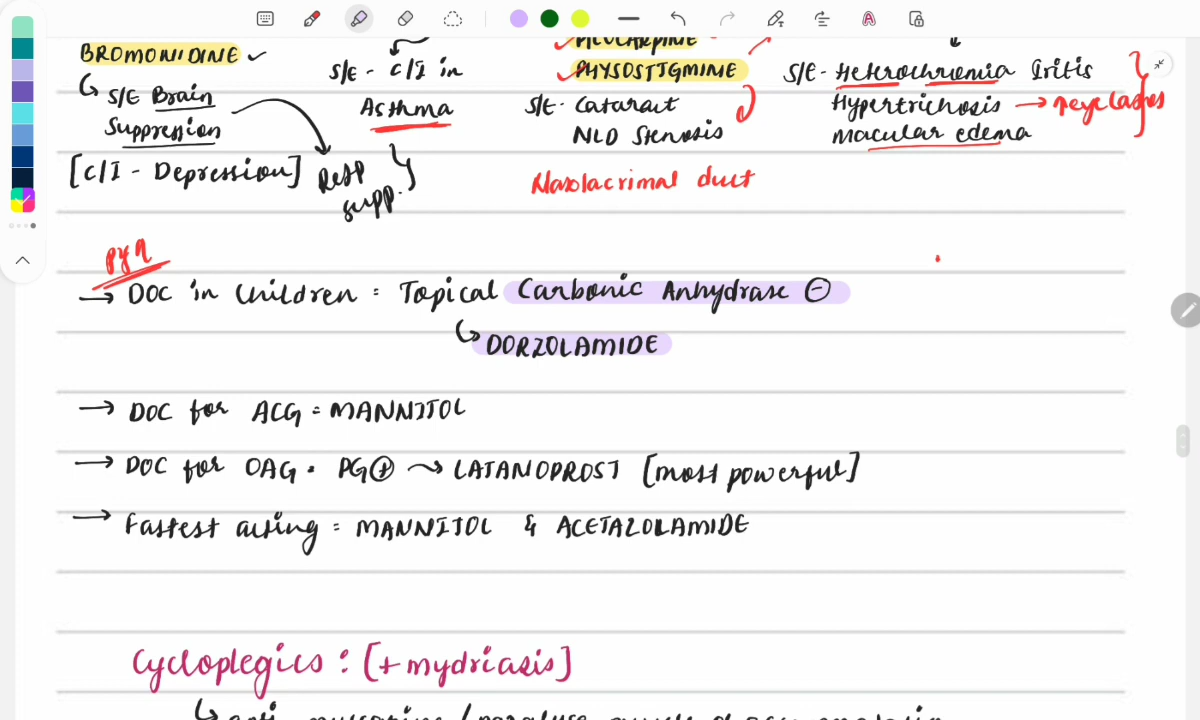 BROMONIDINE ✓
↳ S/E Brain
Suppression
[C/I - Depression]
Resp
supp.
S/E - C/I in
Asthma
PILOCARPINE
✓ PHYSOSTIGMINE
S/E - Cataract
NLD Stenosis
Nasolacrimal duct
S/E - Heterochromia Iritis
Hypertrichosis → eyelashes
macular edema
PYQ
→ DOC in Children = Topical Carbonic Anhydrase ⊖
↳ DORZOLAMIDE
→ DOC for ACG = MANNITOL
→ DOC for OAG = PG⊕ ⤳ LATANOPROST [most powerful]
→ Fastest acting = MANNITOL & ACETAZOLAMIDE
Cycloplegics : [+ mydriasis]